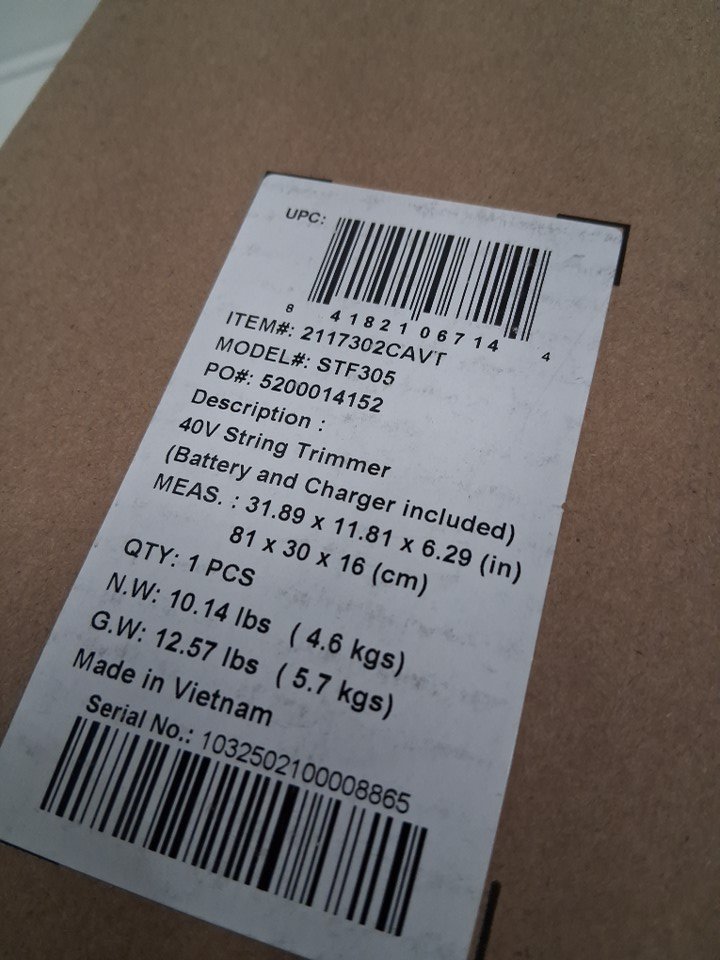 UPC:
8 41821 06714 4
ITEM#: 2117302CAVT
MODEL#: STF305
PO#: 5200014152
Description :
40V String Trimmer
(Battery and Charger included)
MEAS. : 31.89 x 11.81 x 6.29 (in)
81 x 30 x 16 (cm)
QTY: 1 PCS
N.W: 10.14 lbs ( 4.6 kgs)
G.W: 12.57 lbs ( 5.7 kgs)
Made in Vietnam
Serial No.: 1032502100008865